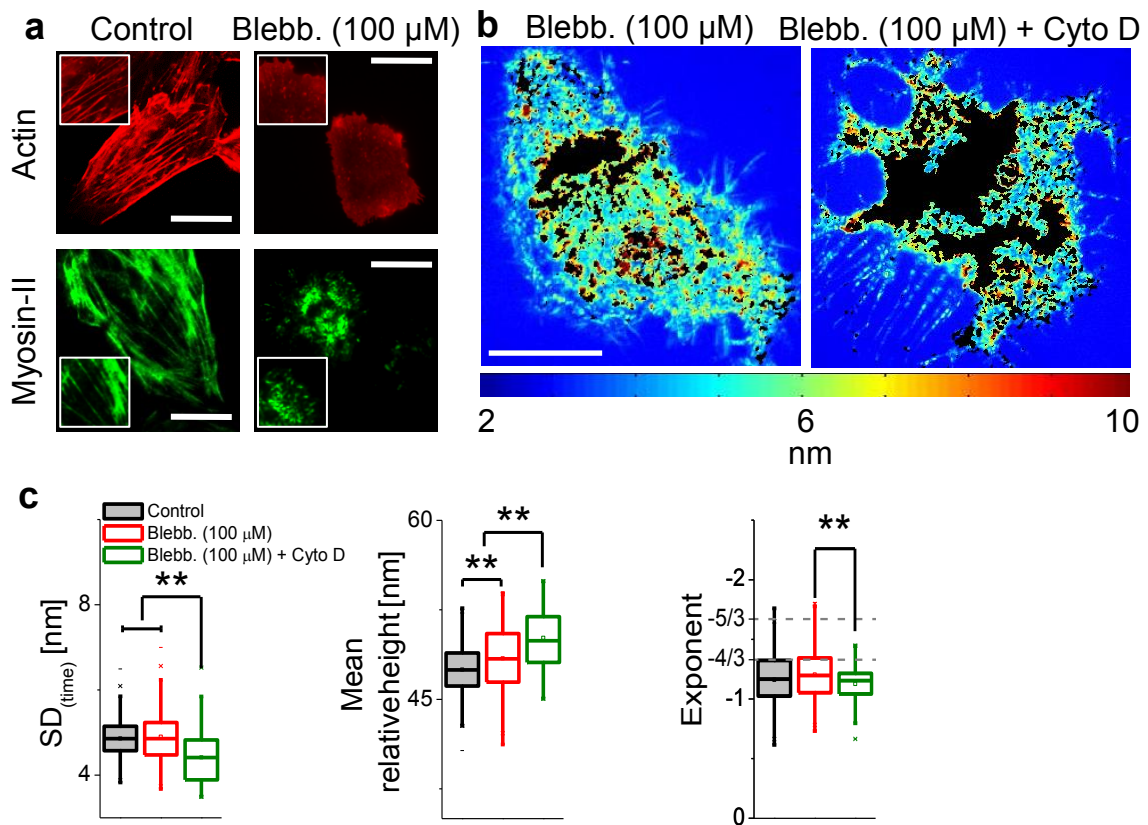 a
Control
Blebb. (100 µM)
Actin
Myosin-II
b
Blebb. (100 µM)
Blebb. (100 µM) + Cyto D
2
6
10
nm
c
Control
Blebb. (100 µM)
Blebb. (100 µM) + Cyto D
SD(time) [nm]
8
4
**
Mean
relativeheight [nm]
60
45
**
**
Exponent
-2
-5/3
-4/3
-1
0
**